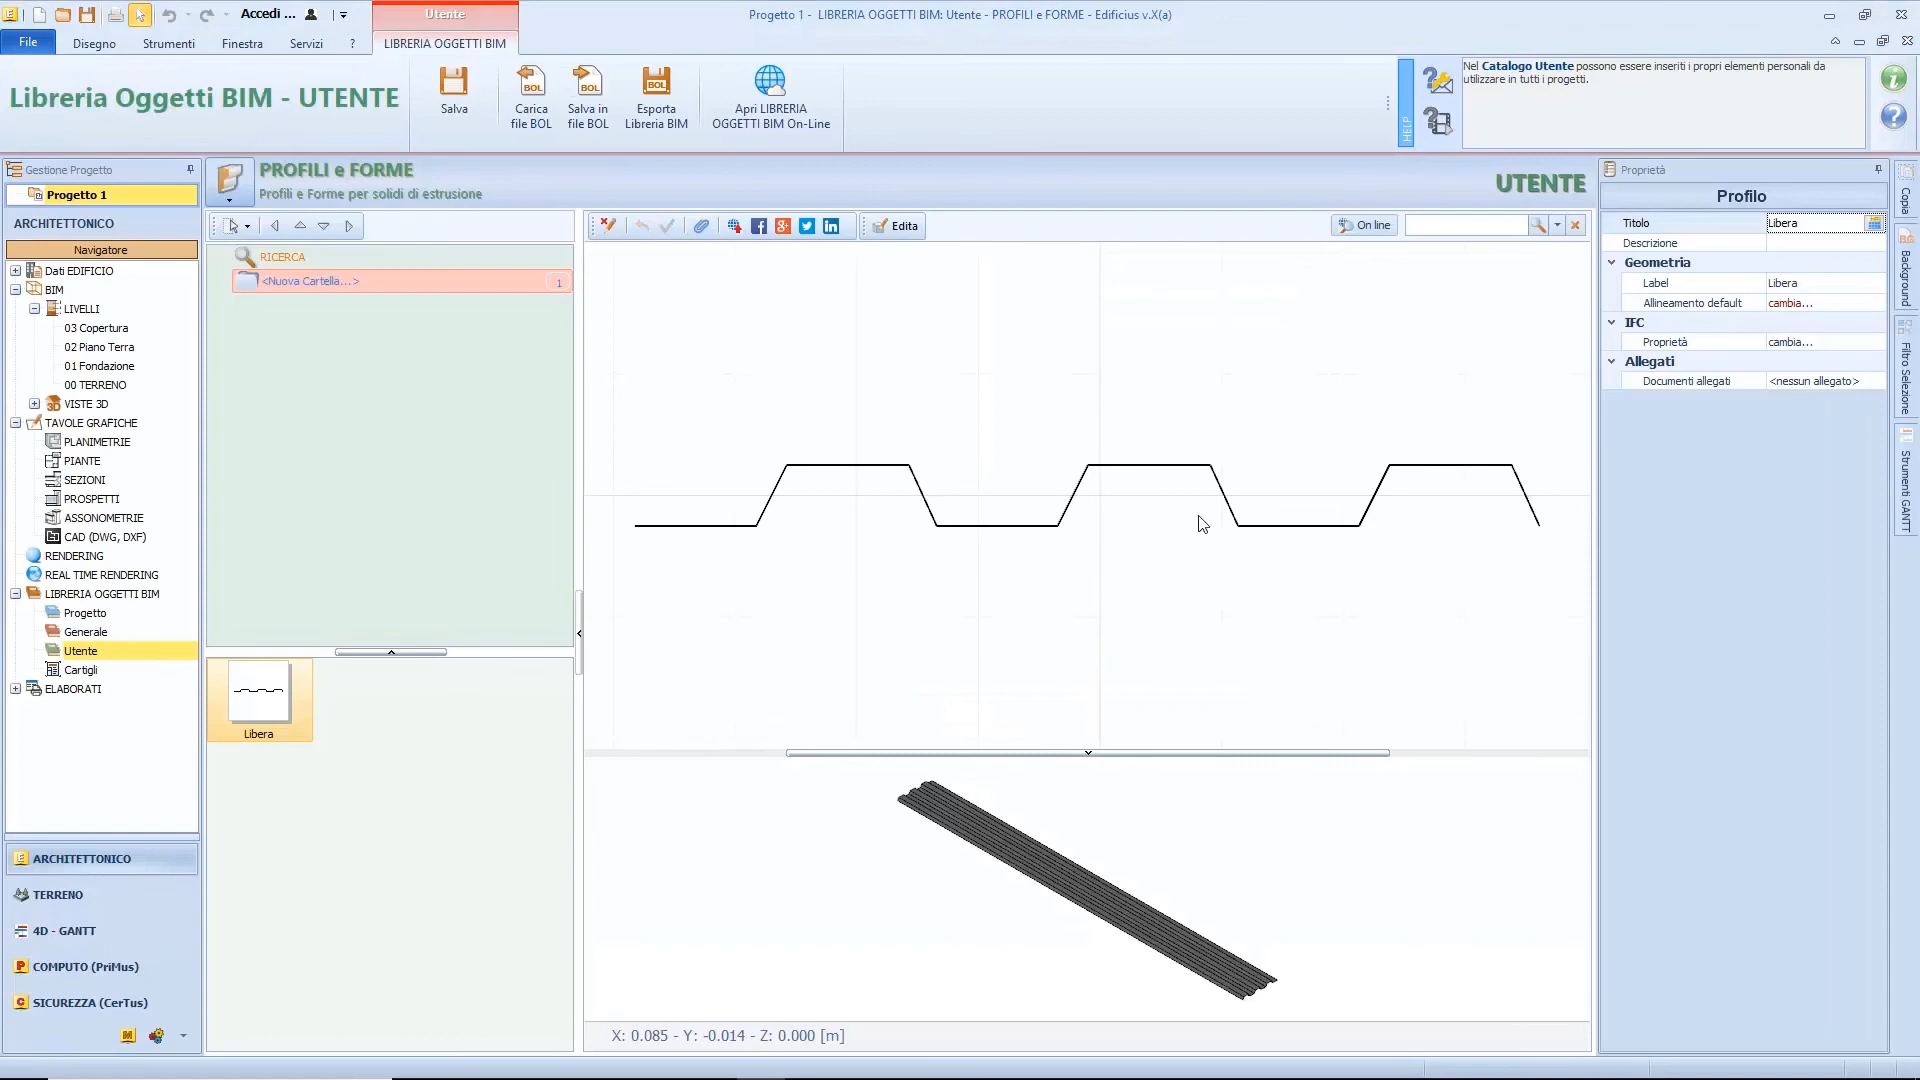 Accedi ...
Utente
Progetto 1 - LIBRERIA OGGETTI BIM: Utente - PROFILI e FORME - Edificius v.X(a)
File
Disegno
Strumenti
Finestra
Servizi
?
LIBRERIA OGGETTI BIM
Libreria Oggetti BIM - UTENTE
Salva
BOL
Carica
file BOL
BOL
Salva in
file BOL
BOL
Esporta
Libreria BIM
Apri LIBRERIA
OGGETTI BIM On-Line
HELP
Nel Catalogo Utente possono essere inseriti i propri elementi personali da
utilizzare in tutti i progetti.
Gestione Progetto
Progetto 1
ARCHITETTONICO
Navigatore
Dati EDIFICIO
BIM
LIVELLI
03 Copertura
02 Piano Terra
01 Fondazione
00 TERRENO
3D VISTE 3D
TAVOLE GRAFICHE
PLANIMETRIE
PIANTE
SEZIONI
PROSPETTI
ASSONOMETRIE
CAD (DWG, DXF)
RENDERING
REAL TIME RENDERING
LIBRERIA OGGETTI BIM
Progetto
Generale
Utente
Cartigli
ELABORATI
ARCHITETTONICO
TERRENO
4D - GANTT
COMPUTO (PriMus)
SICUREZZA (CerTus)
PROFILI e FORME
Profili e Forme per solidi di estrusione
UTENTE
RICERCA
<Nuova Cartella...>
1
Libera
Edita
On line
X: 0.085 - Y: -0.014 - Z: 0.000 [m]
Proprietà
Profilo
Titolo
Libera
Descrizione
Geometria
Label
Libera
Allineamento default
cambia...
IFC
Proprietà
cambia...
Allegati
Documenti allegati
<nessun allegato>
Copia
Background
Filtro Selezione
Strumenti GANTT